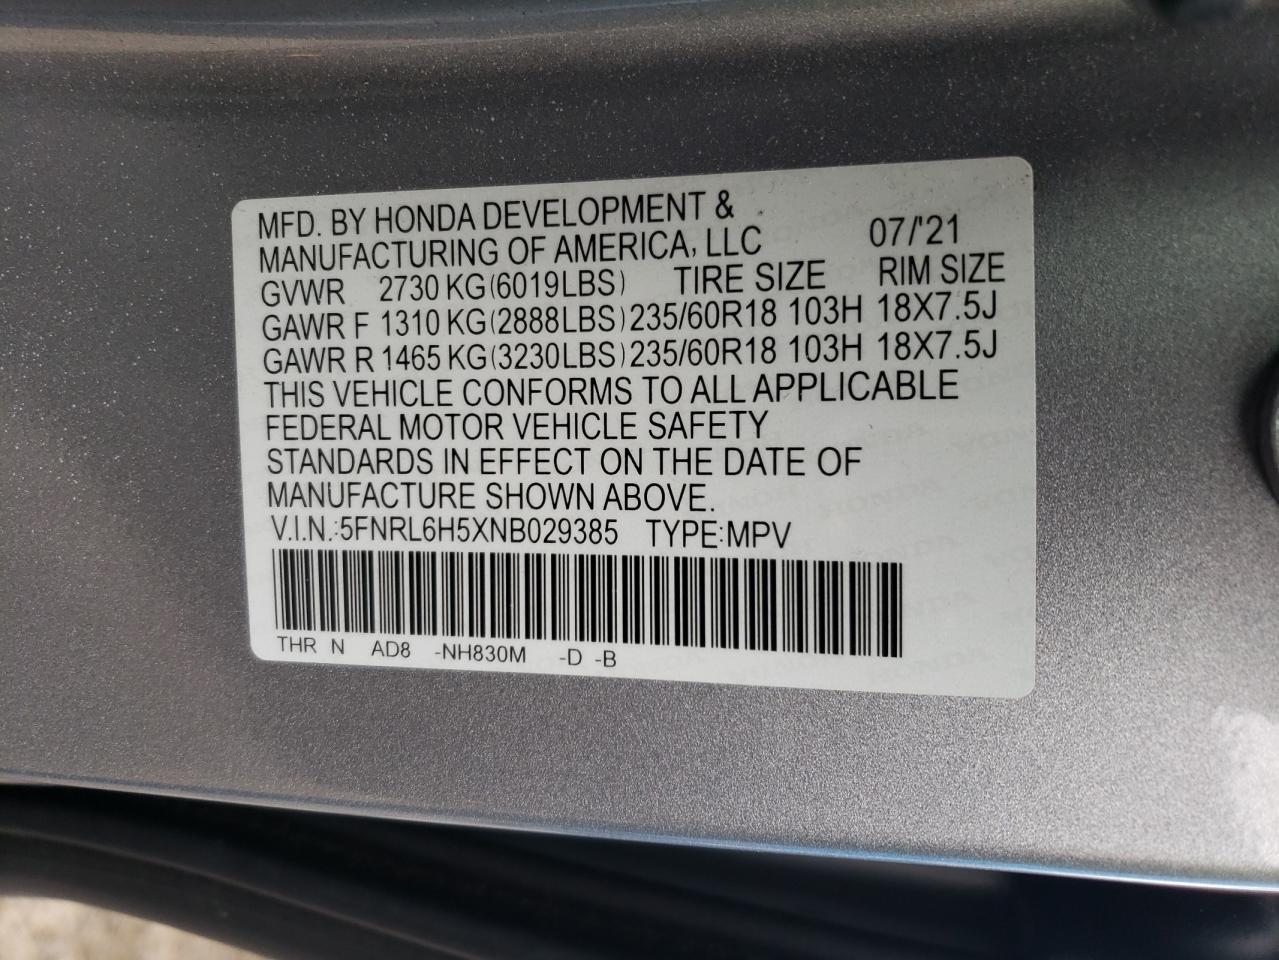 MFD. BY HONDA DEVELOPMENT &
MANUFACTURING OF AMERICA, LLC 07/'21
GVWR 2730 KG(6019LBS) TIRE SIZE RIM SIZE
GAWR F 1310 KG(2888LBS) 235/60R18 103H 18X7.5J
GAWR R 1465 KG(3230LBS) 235/60R18 103H 18X7.5J
THIS VEHICLE CONFORMS TO ALL APPLICABLE
FEDERAL MOTOR VEHICLE SAFETY
STANDARDS IN EFFECT ON THE DATE OF
MANUFACTURE SHOWN ABOVE.
V.I.N.:5FNRL6H5XNB029385 TYPE:MPV
THR N AD8 -NH830M -D -B